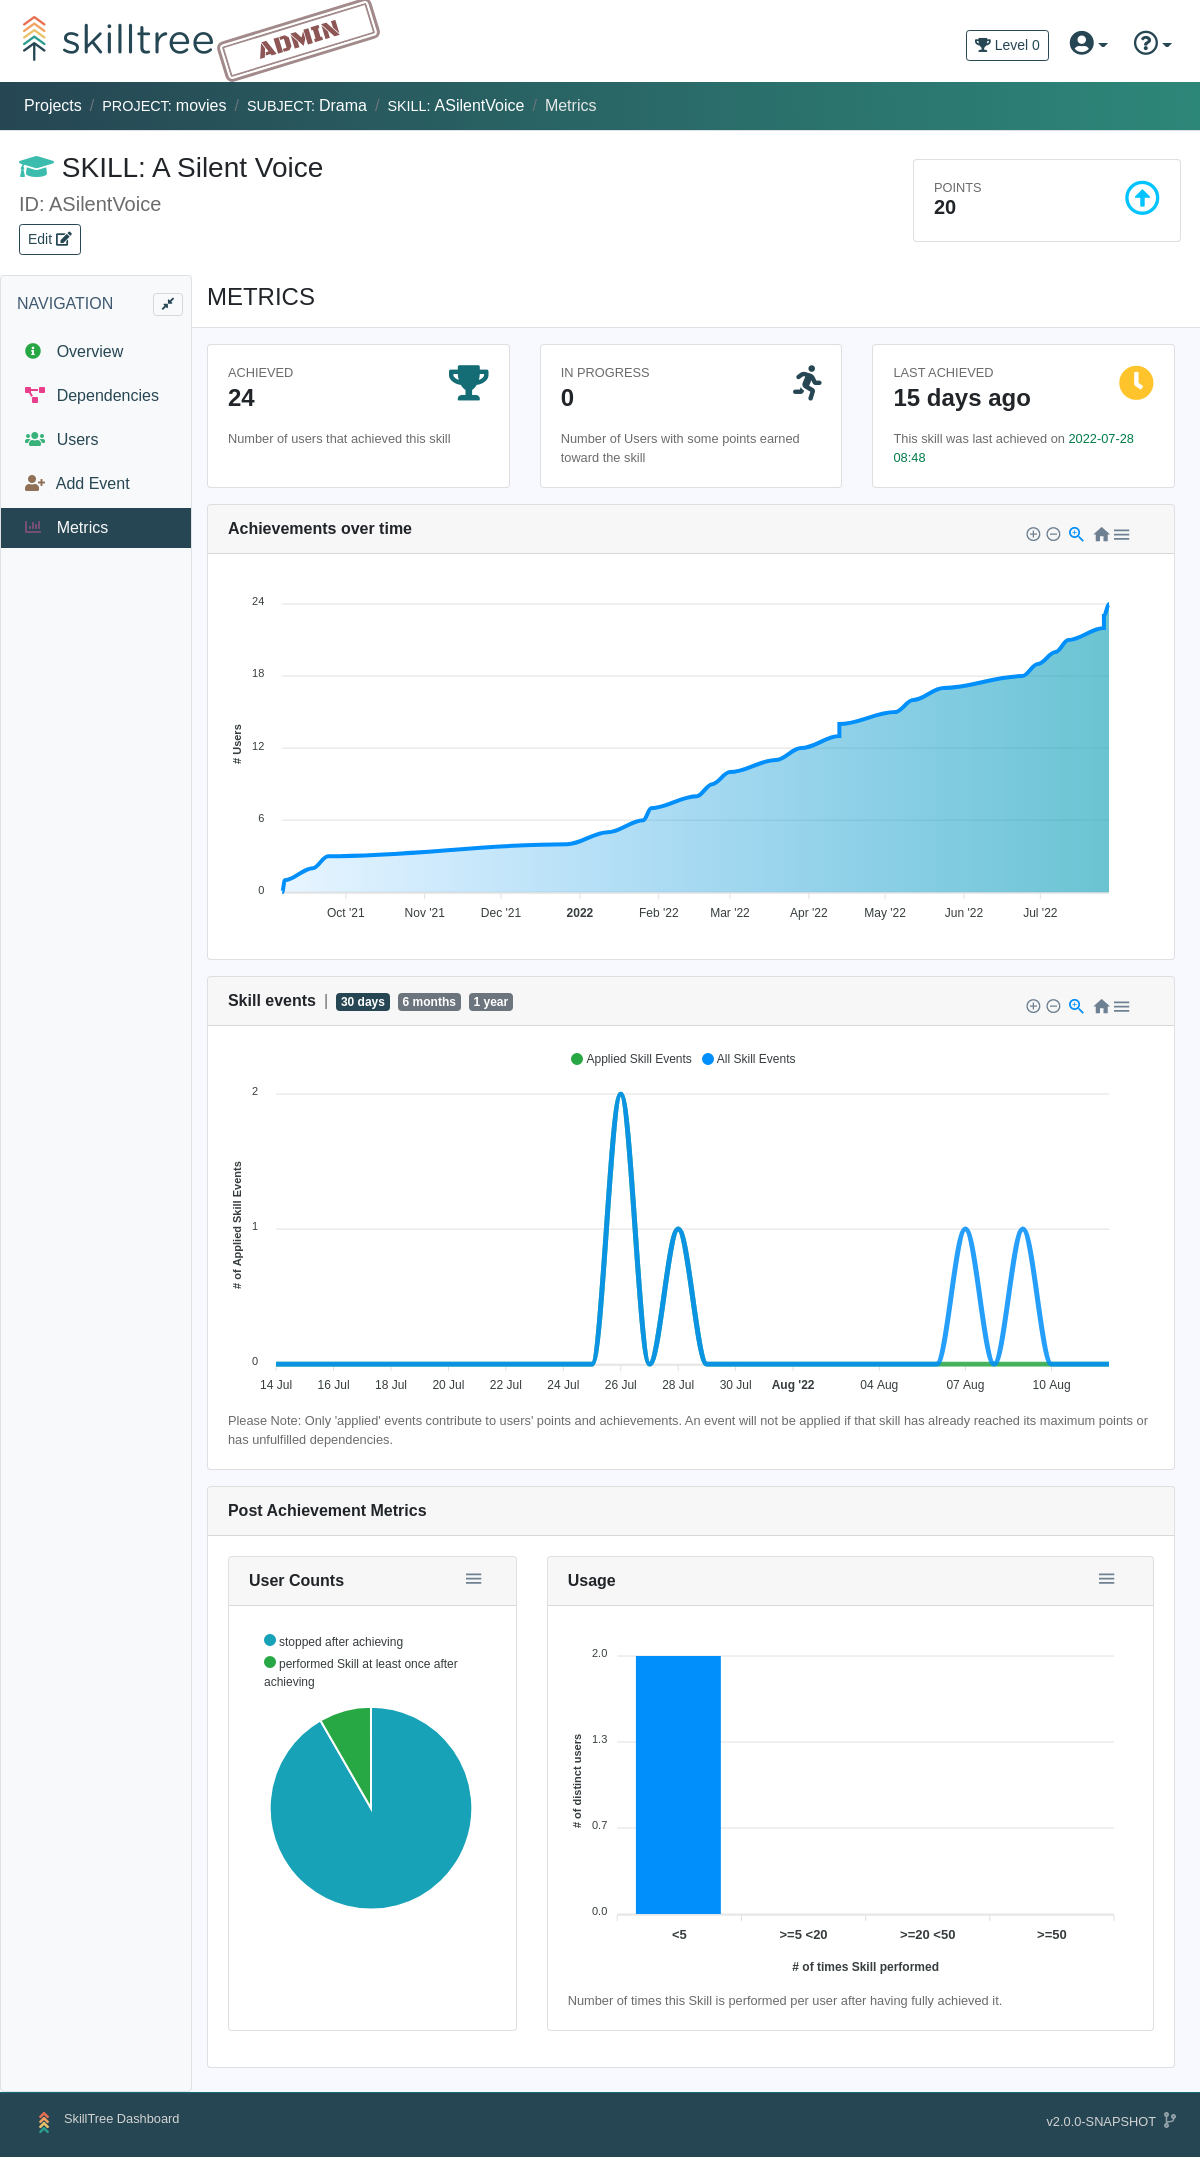 skilltree
ADMIN
Level 0
Projects / PROJECT: movies / SUBJECT: Drama / SKILL: ASilentVoice / Metrics
SKILL: A Silent Voice
ID: ASilentVoice
Edit
POINTS
20
NAVIGATION
Overview
Dependencies
Users
Add Event
Metrics
METRICS
ACHIEVED
24
Number of users that achieved this skill
IN PROGRESS
0
Number of Users with some points earned
toward the skill
LAST ACHIEVED
15 days ago
This skill was last achieved on 2022-07-28
08:48
Achievements over time
# Users
24
18
12
6
0
Oct '21 Nov '21 Dec '21 2022 Feb '22 Mar '22 Apr '22 May '22 Jun '22 Jul '22
Skill events | 30 days 6 months 1 year
Applied Skill Events All Skill Events
# of Applied Skill Events
2
1
0
14 Jul 16 Jul 18 Jul 20 Jul 22 Jul 24 Jul 26 Jul 28 Jul 30 Jul Aug '22 04 Aug 07 Aug 10 Aug
Please Note: Only 'applied' events contribute to users' points and achievements. An event will not be applied if that skill has already reached its maximum points or
has unfulfilled dependencies.
Post Achievement Metrics
User Counts
stopped after achieving
performed Skill at least once after
achieving
Usage
# of distinct users
2.0
1.3
0.7
0.0
<5 >=5 <20 >=20 <50 >=50
# of times Skill performed
Number of times this Skill is performed per user after having fully achieved it.
SkillTree Dashboard
v2.0.0-SNAPSHOT